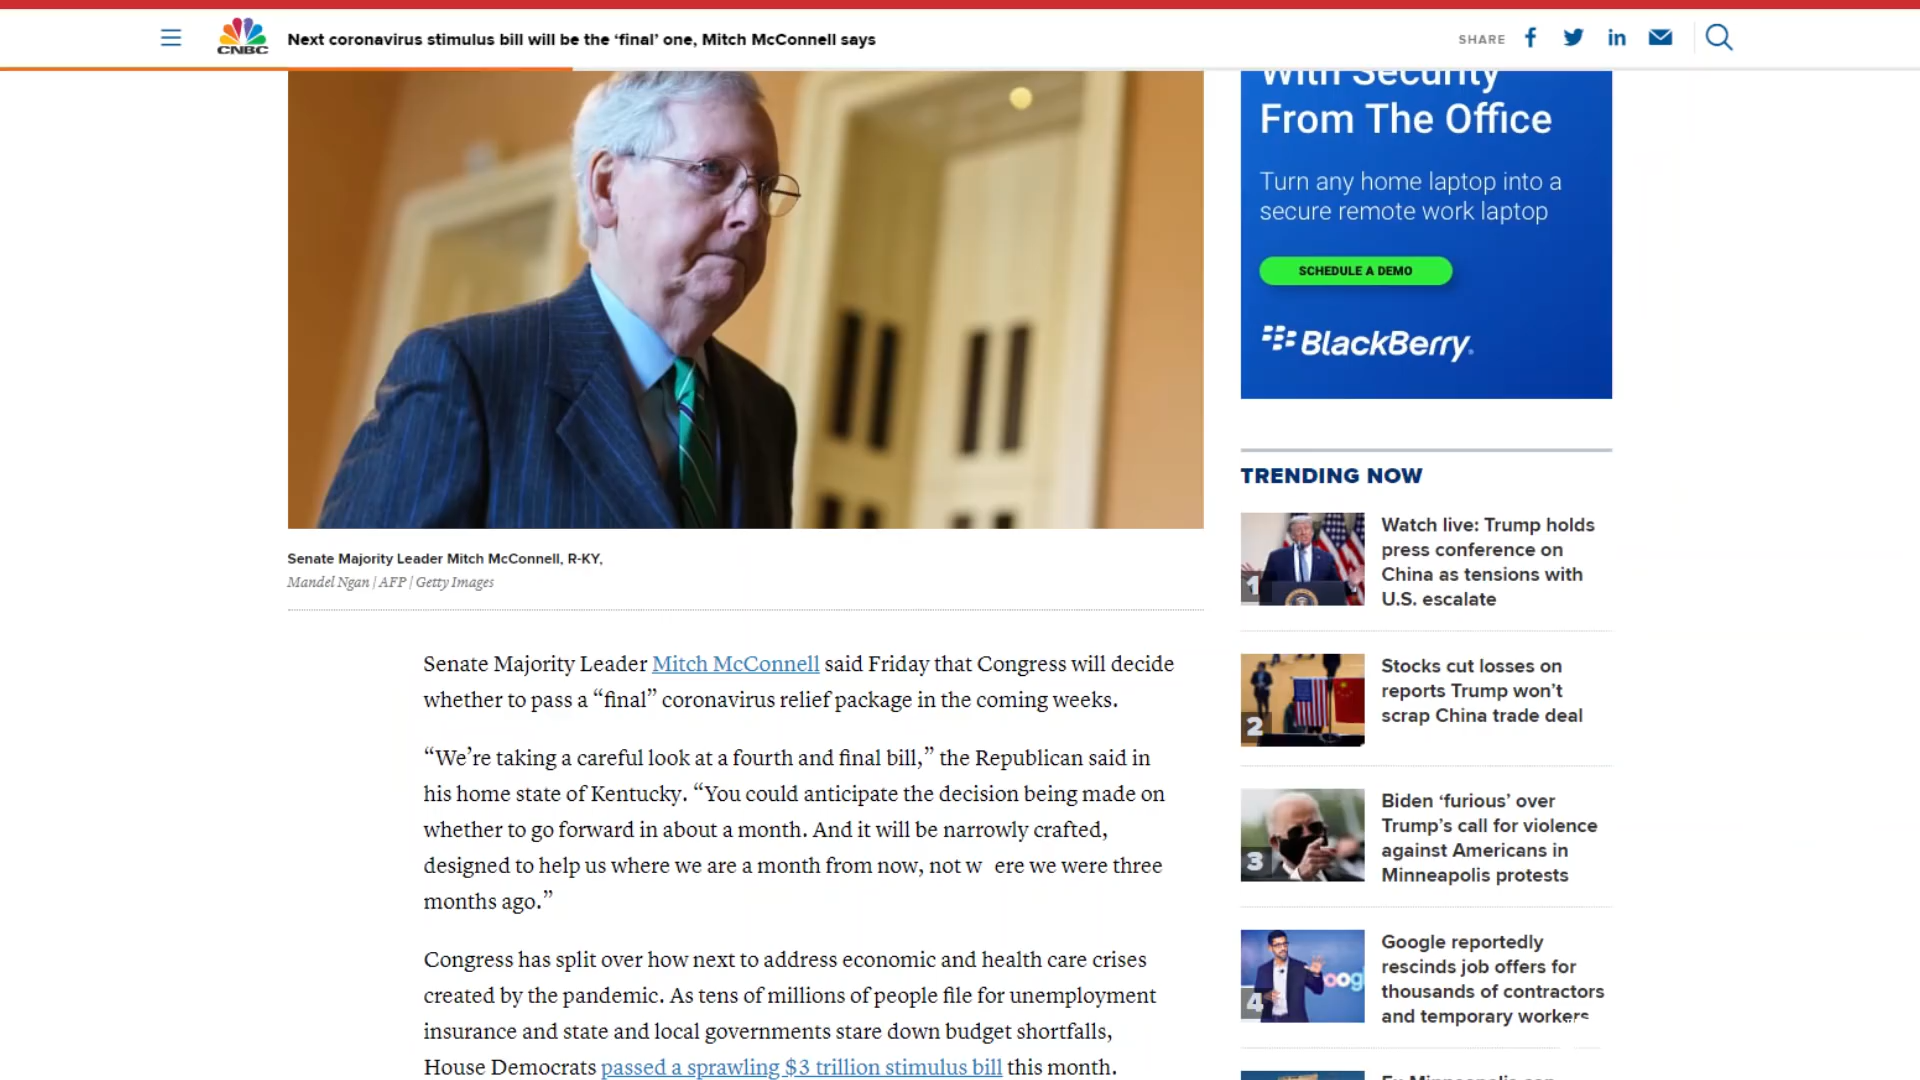 CNBC
Next coronavirus stimulus bill will be the ‘final’ one, Mitch McConnell says
SHARE
With Security
From The Office
Turn any home laptop into a
secure remote work laptop
SCHEDULE A DEMO
BlackBerry
Senate Majority Leader Mitch McConnell, R-KY,
Mandel Ngan | AFP | Getty Images
Senate Majority Leader Mitch McConnell said Friday that Congress will decide
whether to pass a “final” coronavirus relief package in the coming weeks.
“We’re taking a careful look at a fourth and final bill,” the Republican said in
his home state of Kentucky. “You could anticipate the decision being made on
whether to go forward in about a month. And it will be narrowly crafted,
designed to help us where we are a month from now, not w ere we were three
months ago.”
Congress has split over how next to address economic and health care crises
created by the pandemic. As tens of millions of people file for unemployment
insurance and state and local governments stare down budget shortfalls,
House Democrats passed a sprawling $3 trillion stimulus bill this month.
TRENDING NOW
1
Watch live: Trump holds
press conference on
China as tensions with
U.S. escalate
2
Stocks cut losses on
reports Trump won’t
scrap China trade deal
3
Biden ‘furious’ over
Trump’s call for violence
against Americans in
Minneapolis protests
4
Google reportedly
rescinds job offers for
thousands of contractors
and temporary workers